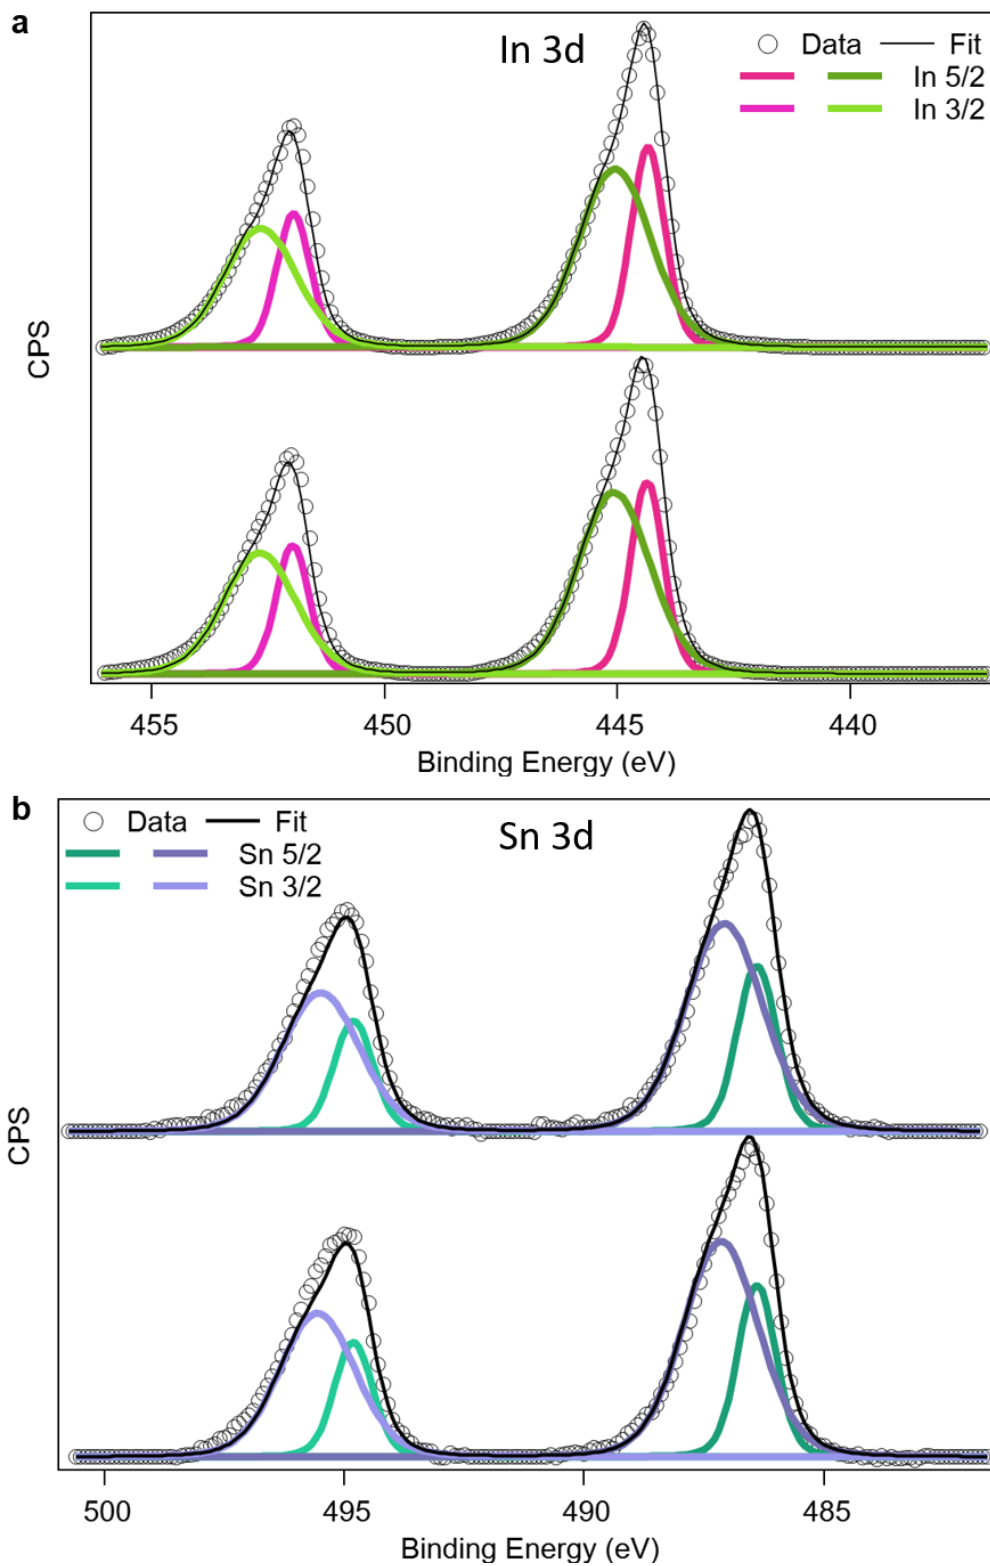 a
In 3d
Data Fit
In 5/2
In 3/2
CPS
455 450 445 440
Binding Energy (eV)
b
Data Fit
Sn 3d
Sn 5/2
Sn 3/2
CPS
500 495 490 485
Binding Energy (eV)